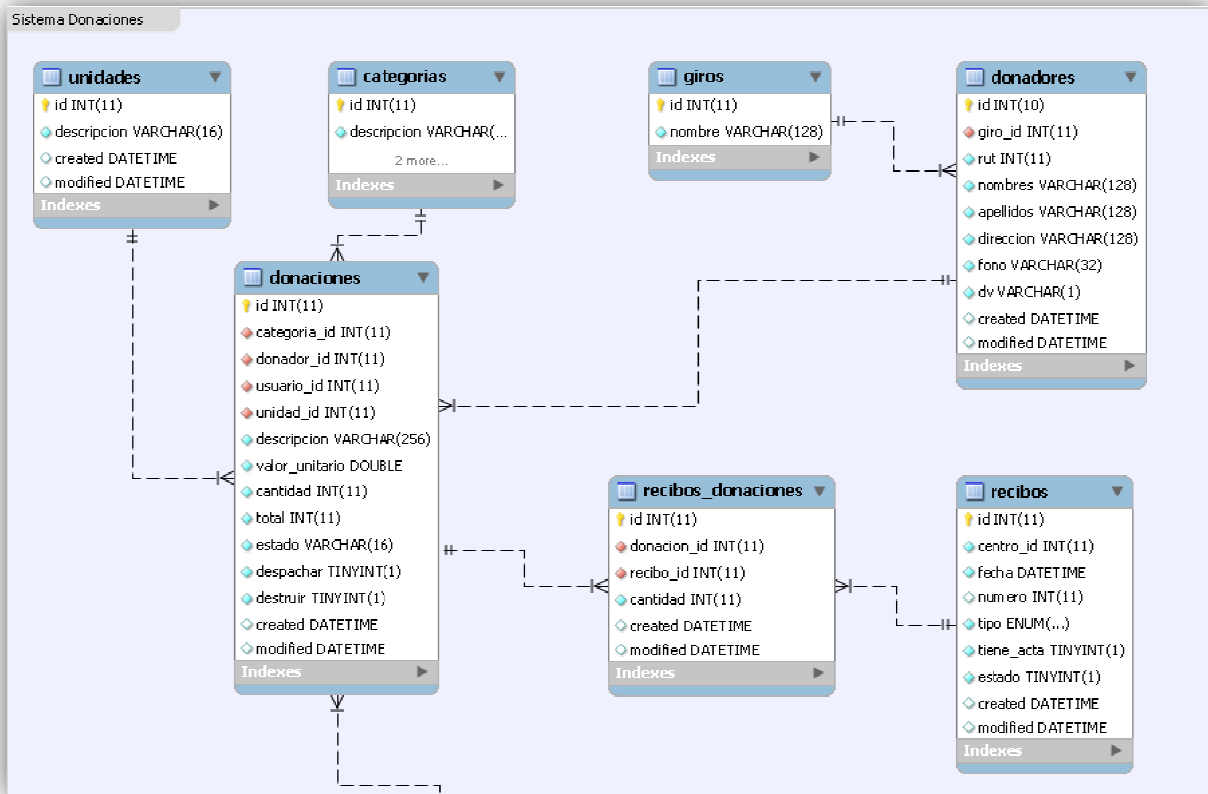 Sistema Donaciones
unidades
id INT(11)
descripcion VARCHAR(16)
created DATETIME
modified DATETIME
Indexes
categorias
id INT(11)
descripcion VARCHAR(...
2 more...
Indexes
giros
id INT(11)
nombre VARCHAR(128)
Indexes
donadores
id INT(10)
giro_id INT(11)
rut INT(11)
nombres VARCHAR(128)
apellidos VARCHAR(128)
direccion VARCHAR(128)
fono VARCHAR(32)
dv VARCHAR(1)
created DATETIME
modified DATETIME
Indexes
donaciones
id INT(11)
categoria_id INT(11)
donador_id INT(11)
usuario_id INT(11)
unidad_id INT(11)
descripcion VARCHAR(256)
valor_unitario DOUBLE
cantidad INT(11)
total INT(11)
estado VARCHAR(16)
despachar TINYINT(1)
destruir TINYINT(1)
created DATETIME
modified DATETIME
Indexes
recibos_donaciones
id INT(11)
donacion_id INT(11)
recibo_id INT(11)
cantidad INT(11)
created DATETIME
modified DATETIME
Indexes
recibos
id INT(11)
centro_id INT(11)
fecha DATETIME
numero INT(11)
tipo ENUM(...)
tiene_acta TINYINT(1)
estado TINYINT(1)
created DATETIME
modified DATETIME
Indexes